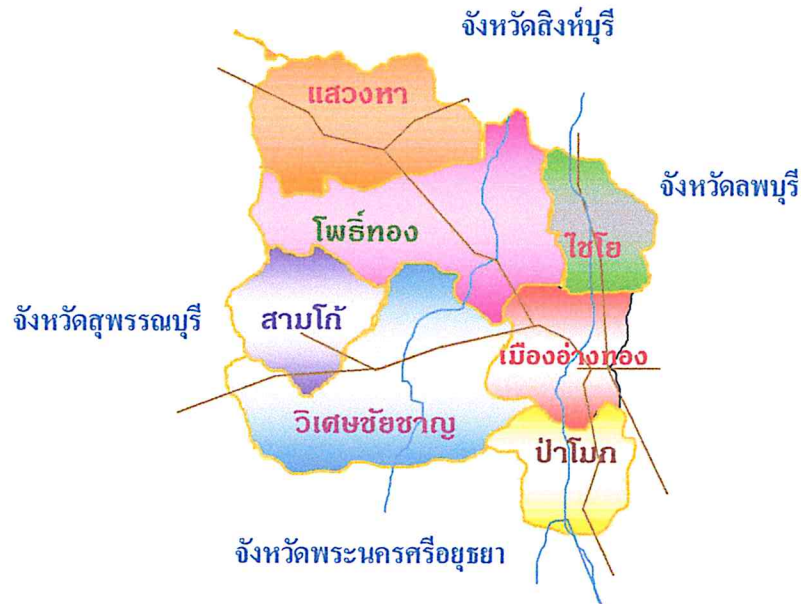 จังหวัดสิงห์บุรี
แสวงหา
จังหวัดลพบุรี
โพธิ์ทอง
ไชโย
สามโก้
จังหวัดสุพรรณบุรี
เมืองอ่างทอง
วิเศษชัยชาญ
ป่าโมก
จังหวัดพระนครศรีอยุธยา